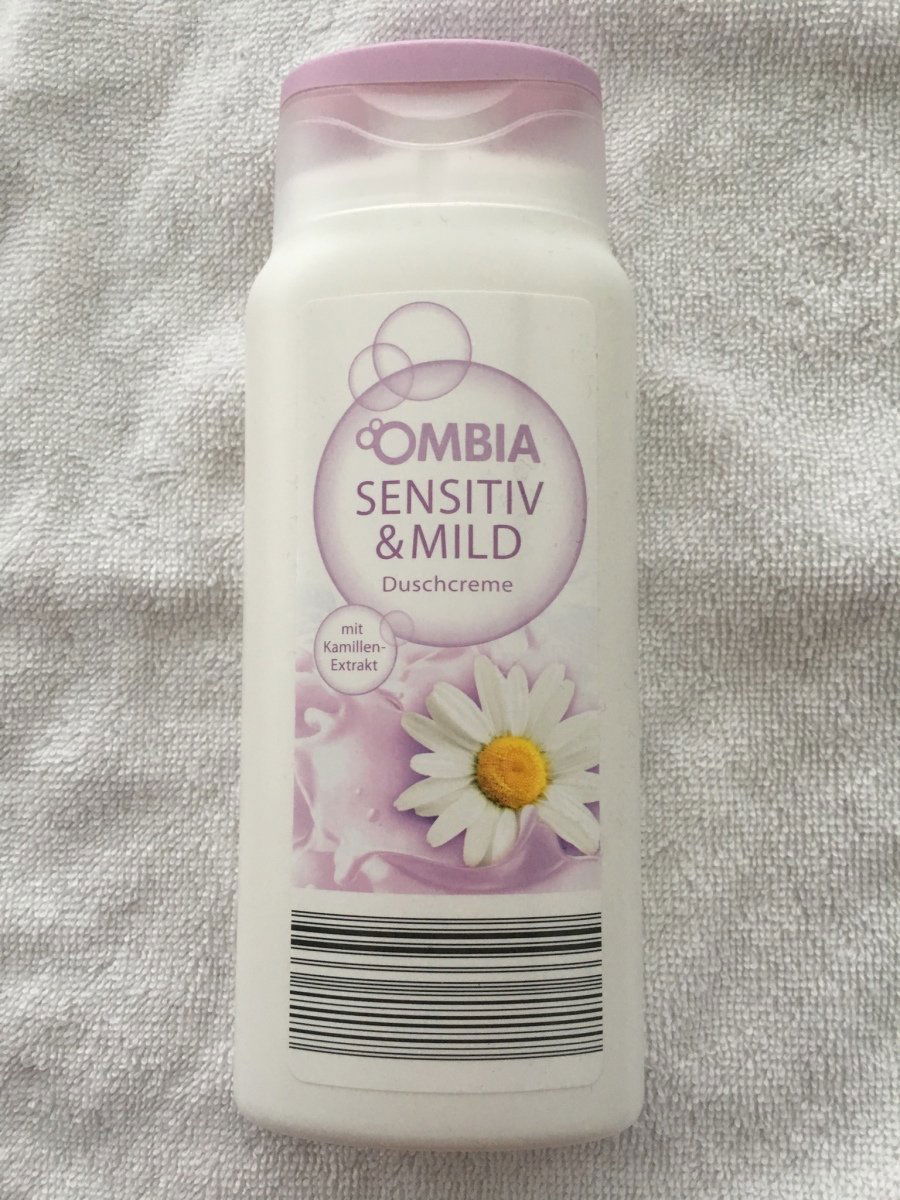 OMBIA
SENSITIV
& MILD
Duschcreme
mit
Kamillen-
Extrakt